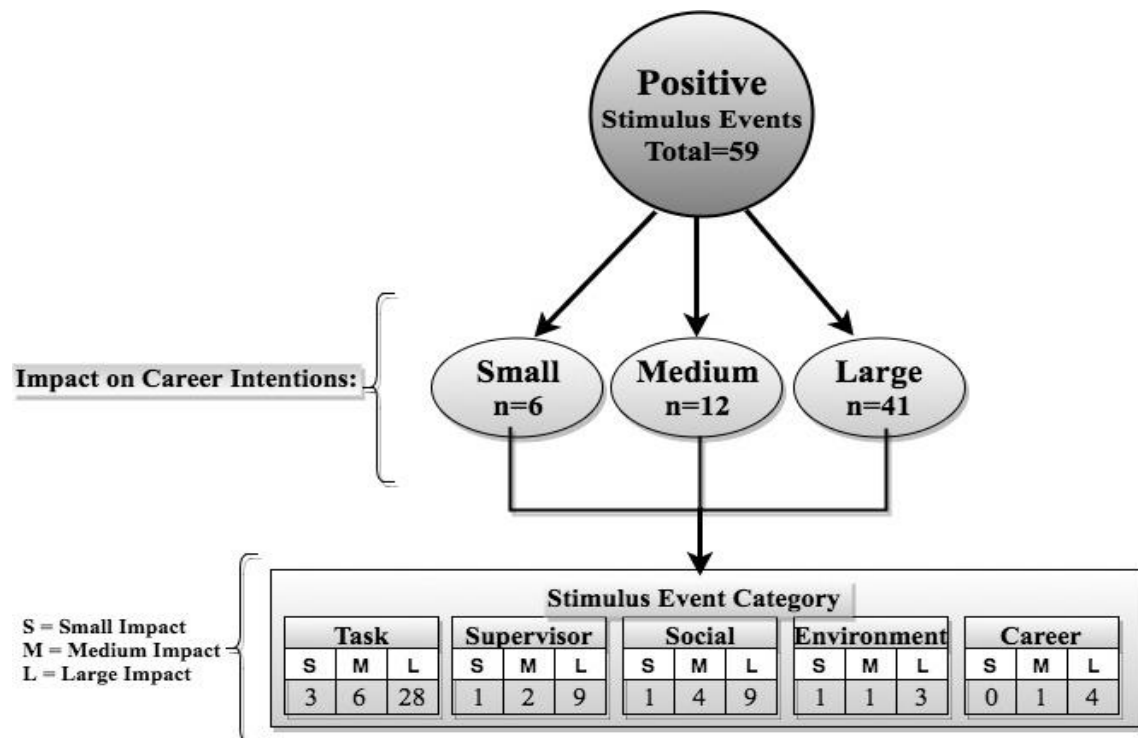 Positive
Stimulus Events
Total=59
Impact on Career Intentions:
Small
n=6
Medium
n=12
Large
n=41
S = Small Impact
M = Medium Impact
L = Large Impact
Stimulus Event Category
Task
S M L
3 6 28
Supervisor
S M L
1 2 9
Social
S M L
1 4 9
Environment
S M L
1 1 3
Career
S M L
0 1 4